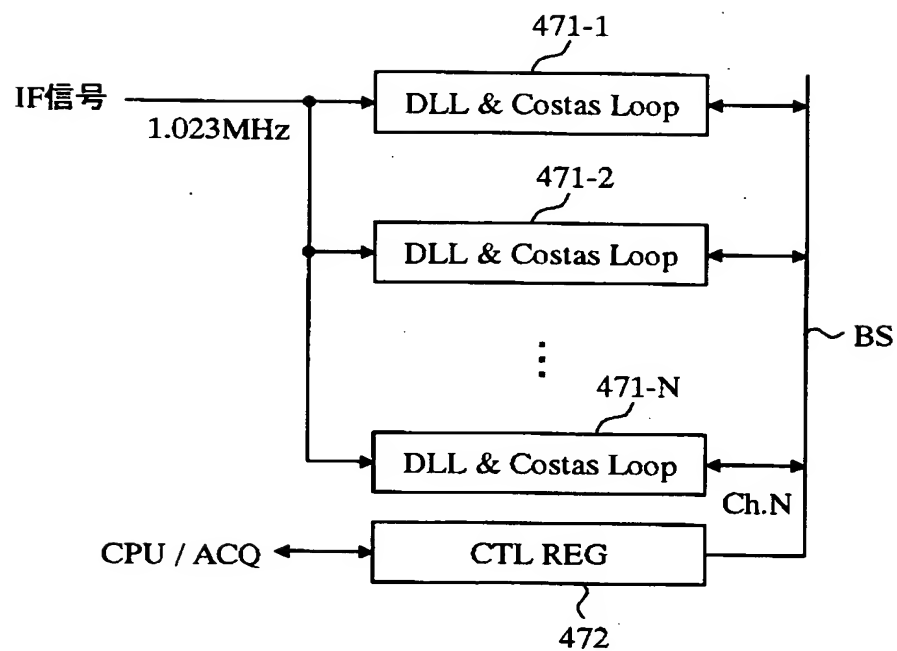 471-1
IF信号
DLL & Costas Loop
1.023MHz
471-2
DLL & Costas Loop
BS
471-N
DLL & Costas Loop
Ch.N
CPU / ACQ
CTL REG
472